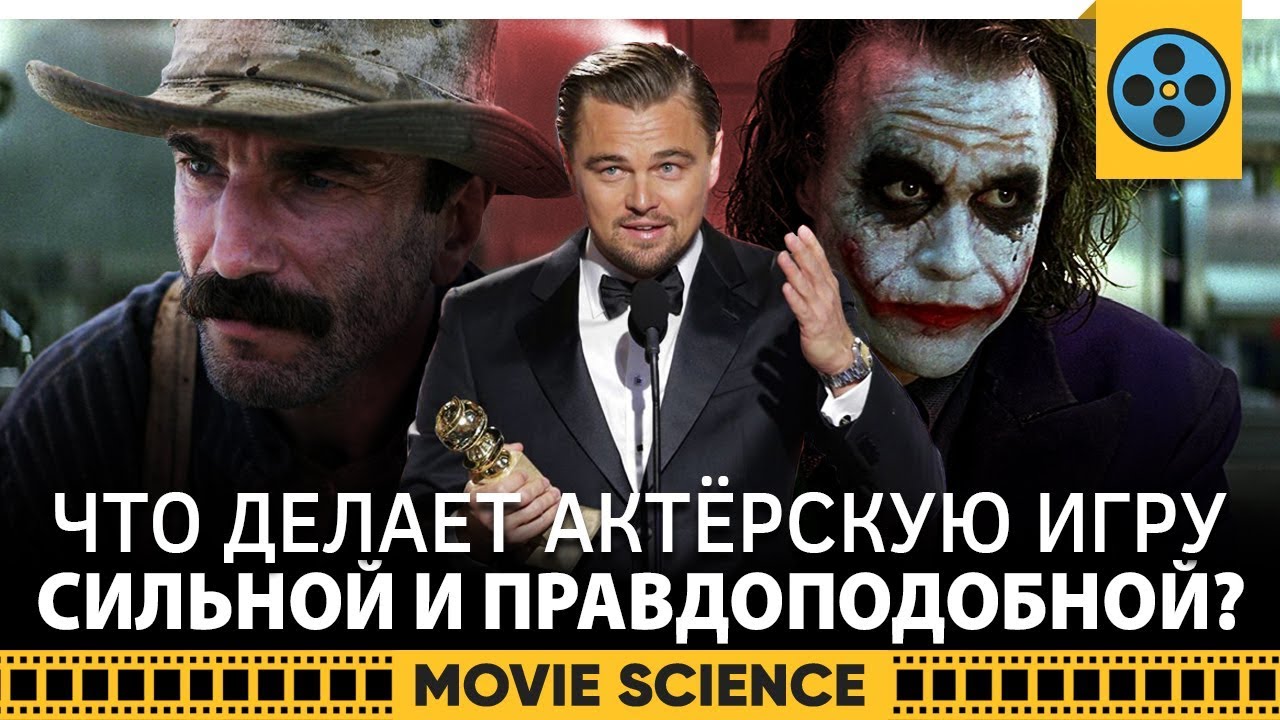 ЧТО ДЕЛАЕТ АКТЁРСКУЮ ИГРУ
СИЛЬНОЙ И ПРАВДОПОДОБНОЙ?
MOVIE SCIENCE